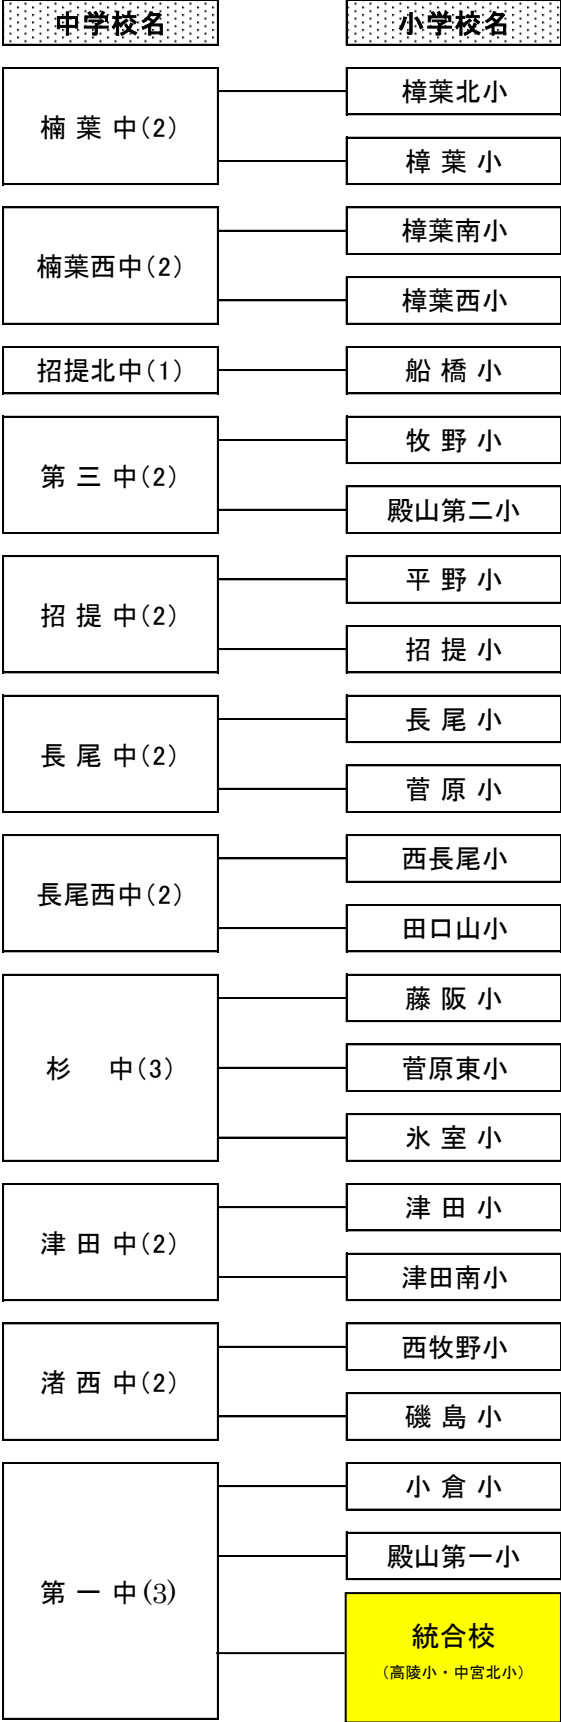 中学校名 小学校名
楠 葉 中(2) 樟葉北小
樟 葉 小
楠葉西中(2) 樟葉南小
樟葉西小
招提北中(1) 船 橋 小
第 三 中(2) 牧 野 小
殿山第二小
招 提 中(2) 平 野 小
招 提 小
長 尾 中(2) 長 尾 小
菅 原 小
長尾西中(2) 西長尾小
田口山小
杉　中(3) 藤 阪 小
菅原東小
氷 室 小
津 田 中(2) 津 田 小
津田南小
渚 西 中(2) 西牧野小
磯 島 小
第 一 中(3) 小 倉 小
殿山第一小
統合校
(高陵小・中宮北小)